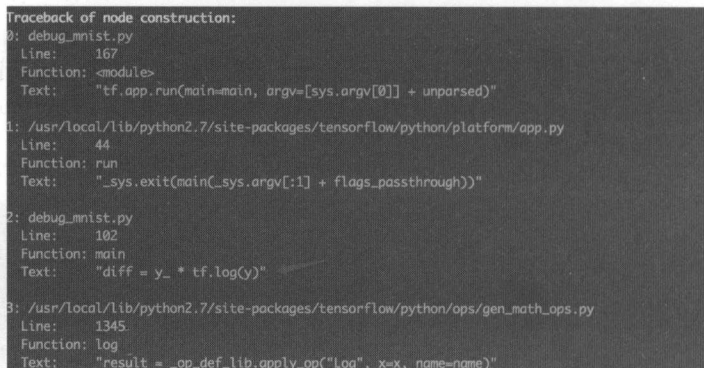 Traceback of node construction:
0: debug_mnist.py
Line: 167
Function: <module>
Text: "tf.app.run(main=main, argv=[sys.argv[0]] + unparsed)"
1: /usr/local/lib/python2.7/site-packages/tensorflow/python/platform/app.py
Line: 44
Function: run
Text: "_sys.exit(main(_sys.argv[:1] + flags_passthrough))"
2: debug_mnist.py
Line: 102
Function: main
Text: "diff = y_ * tf.log(y)"
3: /usr/local/lib/python2.7/site-packages/tensorflow/python/ops/gen_math_ops.py
Line: 1345
Function: log
Text: "result = _op_def_lib.apply_op("Log", x=x, name=name)"